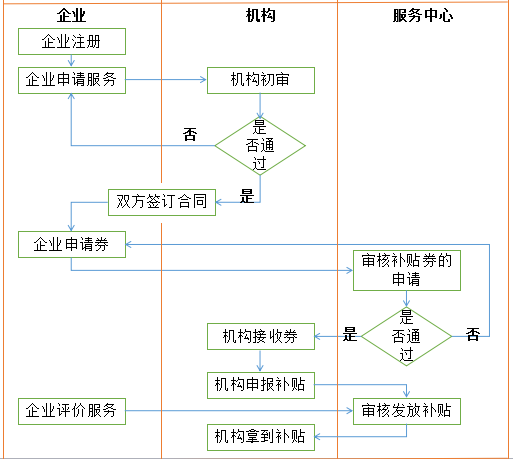 企业
机构
服务中心
企业注册
企业申请服务
机构初审
是
否通
过
否
是
双方签订合同
企业申请券
审核补贴券的
申请
是
否通
过
是
否
机构接收券
机构申报补贴
企业评价服务
审核发放补贴
机构拿到补贴